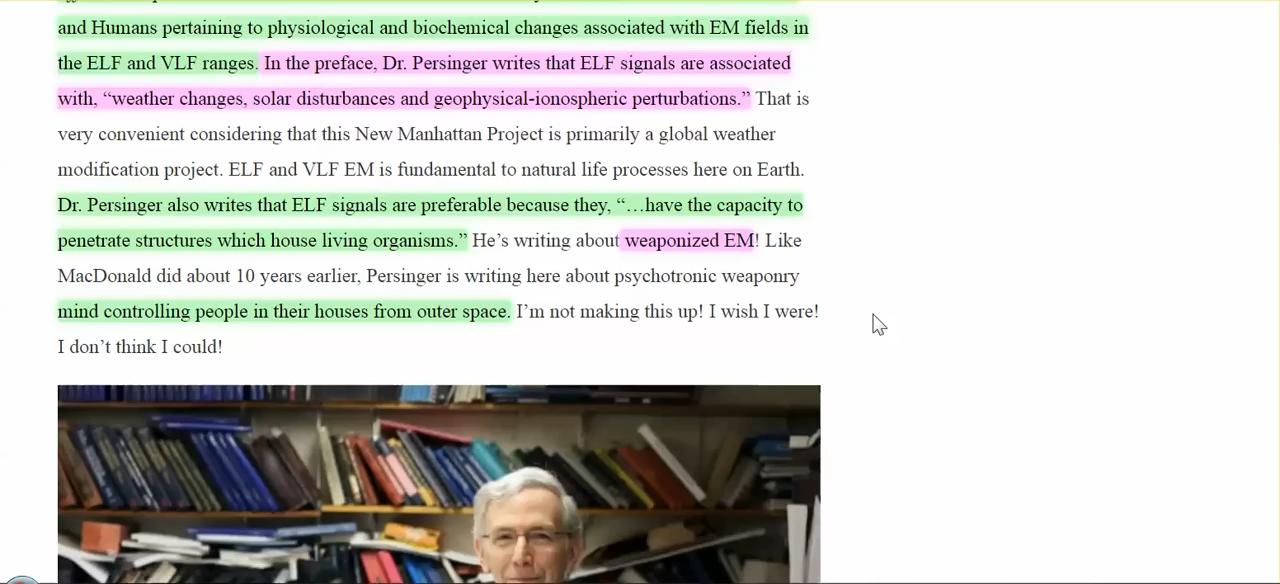 and Humans pertaining to physiological and biochemical changes associated with EM fields in
the ELF and VLF ranges. In the preface, Dr. Persinger writes that ELF signals are associated
with, “weather changes, solar disturbances and geophysical-ionospheric perturbations.” That is
very convenient considering that this New Manhattan Project is primarily a global weather
modification project. ELF and VLF EM is fundamental to natural life processes here on Earth.
Dr. Persinger also writes that ELF signals are preferable because they, “…have the capacity to
penetrate structures which house living organisms.” He’s writing about weaponized EM! Like
MacDonald did about 10 years earlier, Persinger is writing here about psychotronic weaponry
mind controlling people in their houses from outer space. I’m not making this up! I wish I were!
I don’t think I could!